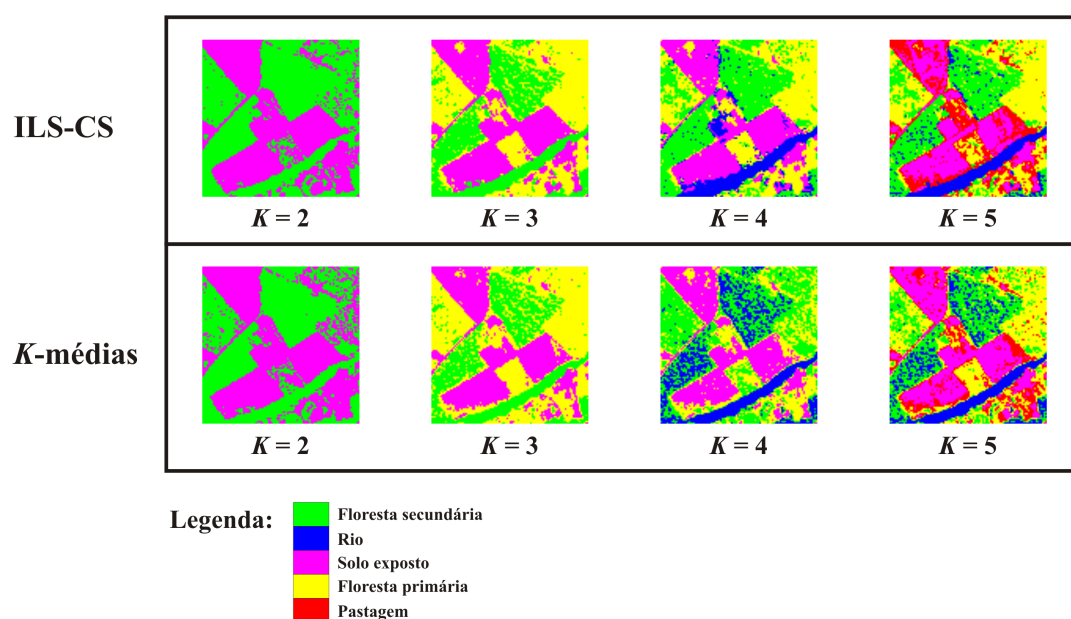 ILS-CS
K = 2
K = 3
K = 4
K = 5
K-médias
K = 2
K = 3
K = 4
K = 5
Legenda:
Floresta secundária
Rio
Solo exposto
Floresta primária
Pastagem